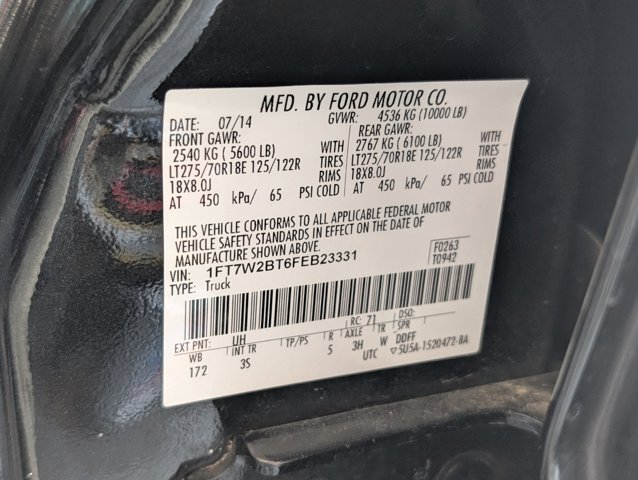 MFD. BY FORD MOTOR CO.
DATE: 07/14 GVWR: 4536 KG (10000 LB)
FRONT GAWR: REAR GAWR:
2540 KG ( 5600 LB) WITH 2767 KG ( 6100 LB) WITH
LT275/70R18E 125/122R TIRES LT275/70R18E 125/122R TIRES
18X8.0J RIMS 18X8.0J RIMS
AT 450 kPa/ 65 PSI COLD AT 450 kPa/ 65 PSI COLD
THIS VEHICLE CONFORMS TO ALL APPLICABLE FEDERAL MOTOR
VEHICLE SAFETY STANDARDS IN EFFECT ON THE DATE OF
MANUFACTURE SHOWN ABOVE.
VIN: 1FT7W2BT6FEB23331 F0263
TYPE: Truck T0942
EXT PNT: UH RC: 71 DSO:
WB INT TR TP/PS R AXLE TR SPR
172 3S 5 3H W DDFF
UTC ▽5U5A-1520472-BA